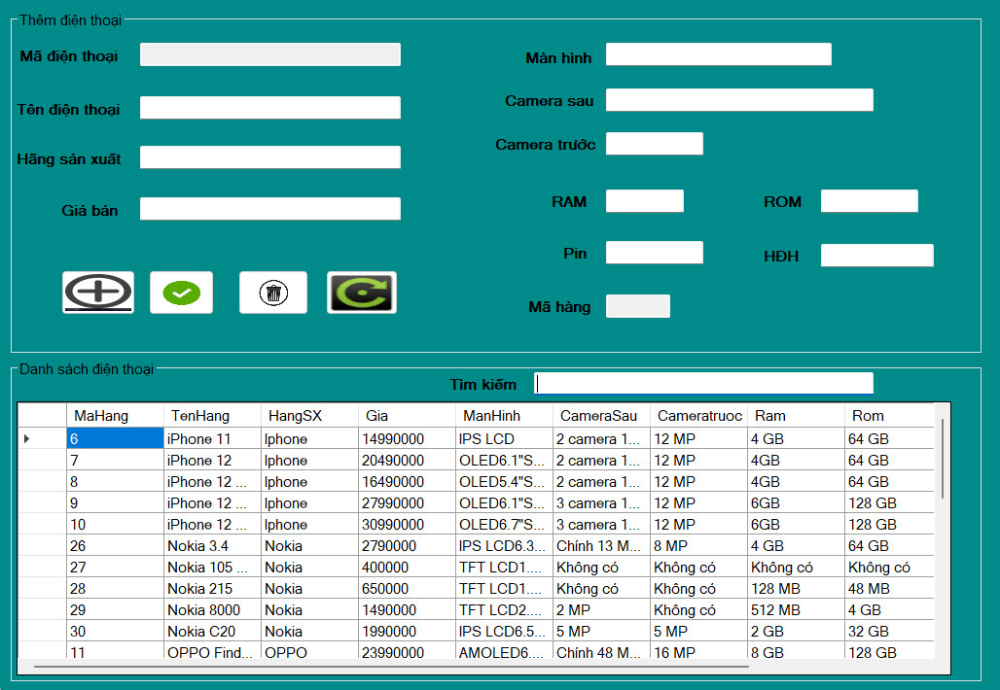 Thêm điện thoại
Mã điện thoại
Màn hình
Tên điện thoại
Camera sau
Hãng sản xuất
Camera trước
Giá bán
RAM
ROM
Pin
HĐH
Mã hàng
Danh sách điện thoại
Tìm kiếm
MaHang TenHang HangSX Gia ManHinh CameraSau Cameratruoc Ram Rom
6 iPhone 11 Iphone 14990000 IPS LCD 2 camera 1... 12 MP 4 GB 64 GB
7 iPhone 12 Iphone 20490000 OLED6.1"S... 2 camera 1... 12 MP 4GB 64 GB
8 iPhone 12 ... Iphone 16490000 OLED5.4"S... 2 camera 1... 12 MP 4GB 64 GB
9 iPhone 12 ... Iphone 27990000 OLED6.1"S... 3 camera 1... 12 MP 6GB 128 GB
10 iPhone 12 ... Iphone 30990000 OLED6.7"S... 3 camera 1... 12 MP 6GB 128 GB
26 Nokia 3.4 Nokia 2790000 IPS LCD6.3... Chính 13 M... 8 MP 4 GB 64 GB
27 Nokia 105 ... Nokia 400000 TFT LCD1.... Không có Không có Không có Không có
28 Nokia 215 Nokia 650000 TFT LCD1.... Không có Không có 128 MB 48 MB
29 Nokia 8000 Nokia 1490000 TFT LCD2.... 2 MP Không có 512 MB 4 GB
30 Nokia C20 Nokia 1990000 IPS LCD6.5... 5 MP 5 MP 2 GB 32 GB
11 OPPO Find... OPPO 23990000 AMOLED6.... Chính 48 M... 16 MP 8 GB 128 GB